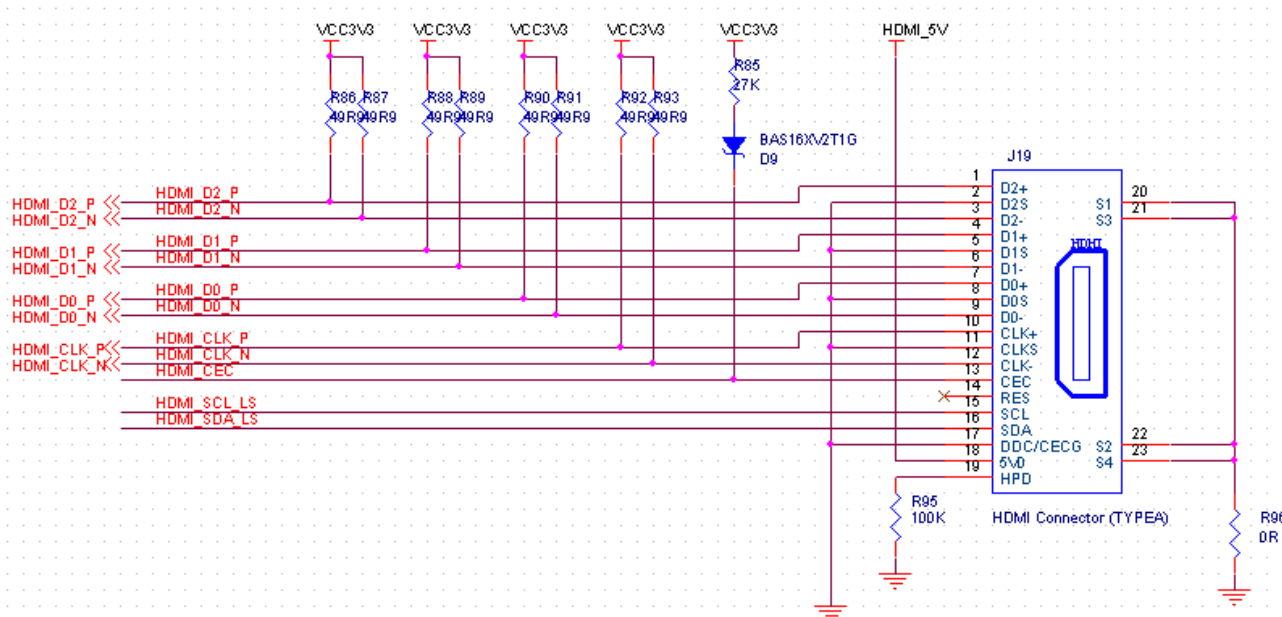 VCC3V3 VCC3V3 VCC3V3 VCC3V3 VCC3V3 HDMI_5V
R85
27K
R86 R87 R88 R89 R90 R91 R92 R93
49R9 49R9 49R9 49R9 49R9 49R9 49R9 49R9
BAS16XV2T1G
D9
J19
HDMI_D2_P HDMI_D2_P
HDMI_D2_N HDMI_D2_N
HDMI_D1_P HDMI_D1_P
HDMI_D1_N HDMI_D1_N
HDMI_D0_P HDMI_D0_P
HDMI_D0_N HDMI_D0_N
HDMI_CLK_P HDMI_CLK_P
HDMI_CLK_N HDMI_CLK_N
HDMI_CEC
HDMI_SCL_LS
HDMI_SDA_LS
1 D2+
2 D2S S1 20
3 D2- S3 21
4 D1+
5 D1S
6 D1-
7 D0+
8 D0S
9 D0-
10 CLK+
11 CLKS
12 CLK-
13 CEC
14 RES
15 SCL
16 SDA
17 DDC/CECG S2 22
18 5V0 S4 23
19 HPD
HDMI
R95
100K
HDMI Connector (TYPEA)
R96
0R